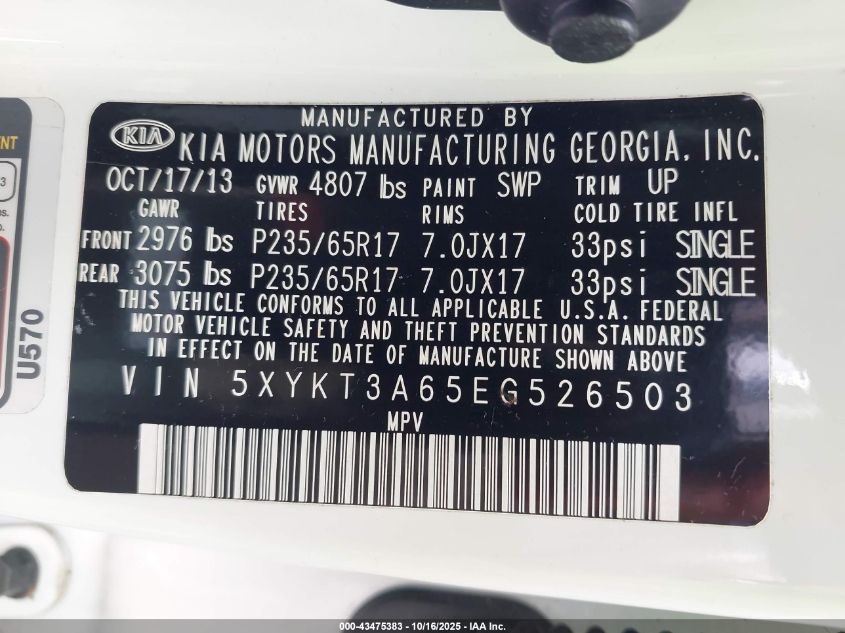 MANUFACTURED BY
KIA KIA MOTORS MANUFACTURING GEORGIA, INC.
OCT/17/13 GVWR 4807 lbs PAINT SWP TRIM UP
GAWR TIRES RIMS COLD TIRE INFL
FRONT 2976 lbs P235/65R17 7.0JX17 33psi SINGLE
REAR 3075 lbs P235/65R17 7.0JX17 33psi SINGLE
THIS VEHICLE CONFORMS TO ALL APPLICABLE U.S.A. FEDERAL
MOTOR VEHICLE SAFETY AND THEFT PREVENTION STANDARDS
IN EFFECT ON THE DATE OF MANUFACTURE SHOWN ABOVE
VIN 5XYKT3A65EG526503
MPV
U570
3
00-43475383 - 10/16/2025 - IAA Inc.